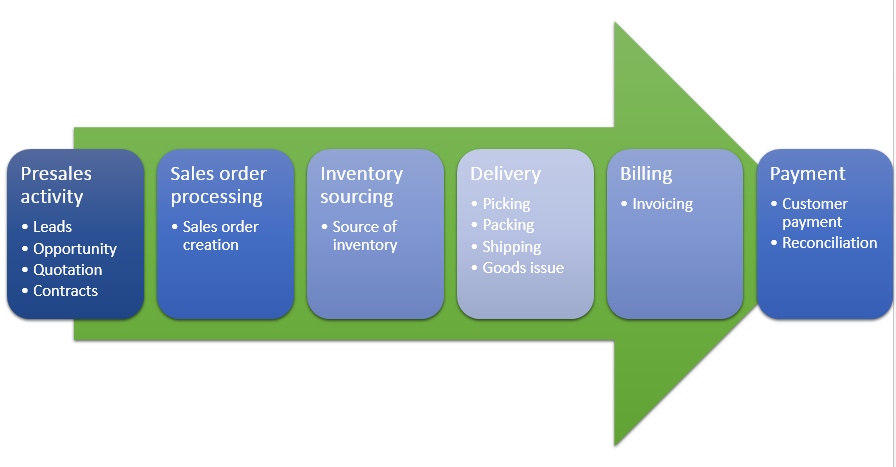 Presales
activity
• Leads
• Opportunity
• Quotation
• Contracts
Sales order
processing
• Sales order
creation
Inventory
sourcing
• Source of
inventory
Delivery
• Picking
• Packing
• Shipping
• Goods issue
Billing
• Invoicing
Payment
• Customer
payment
• Reconciliation